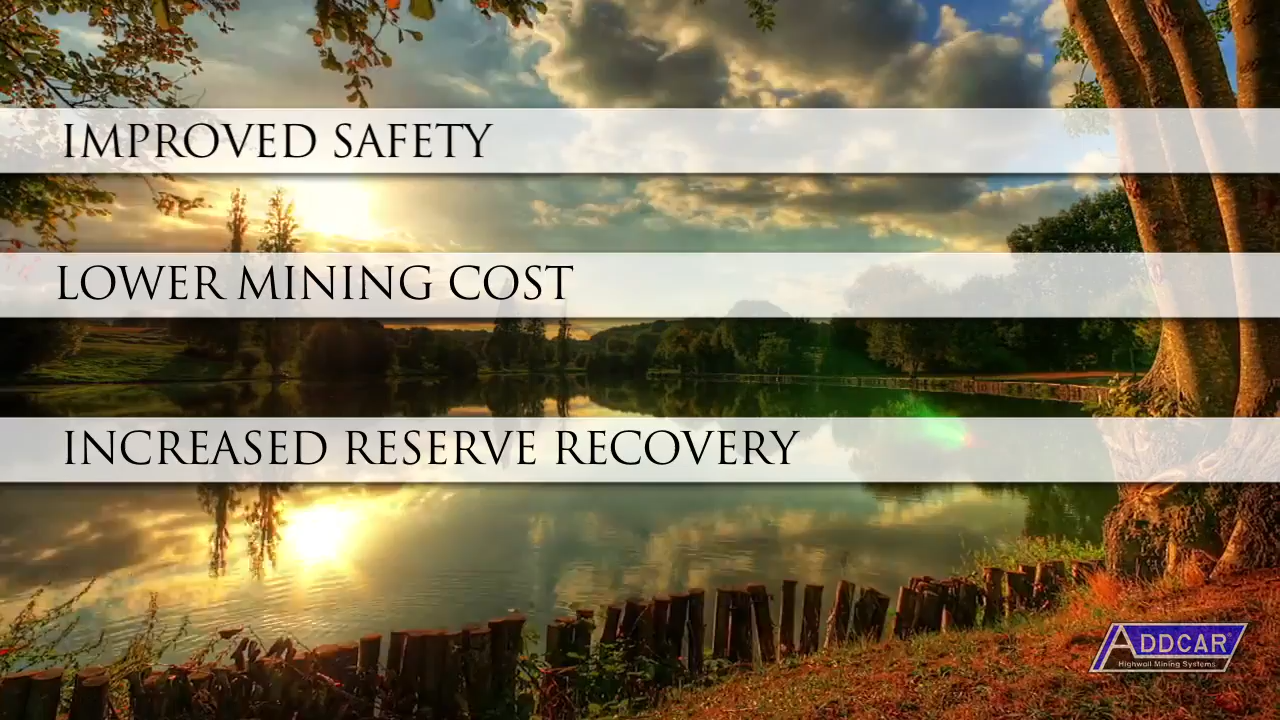 IMPROVED SAFETY
LOWER MINING COST
INCREASED RESERVE RECOVERY
ADDCAR®
Highwall Mining Systems